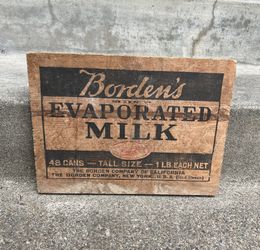 Borden's
EVAPORATED
MILK
48 CANS — TALL SIZE — 1 LB. EACH NET
THE BORDEN COMPANY OF CALIFORNIA
THE BORDEN COMPANY, NEW YORK, U.S.A.